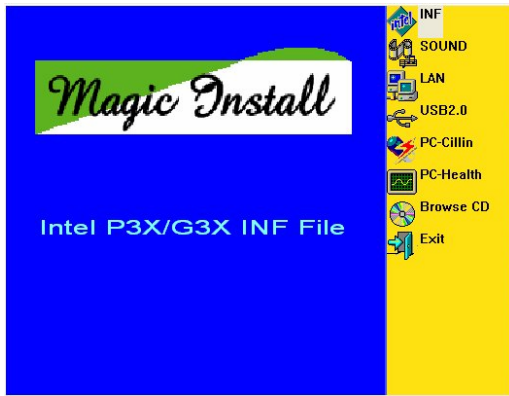 Magic Install
Intel P3X/G3X INF File
intel
INF
SOUND
LAN
USB2.0
PC-Cillin
PC-Health
Browse CD
Exit